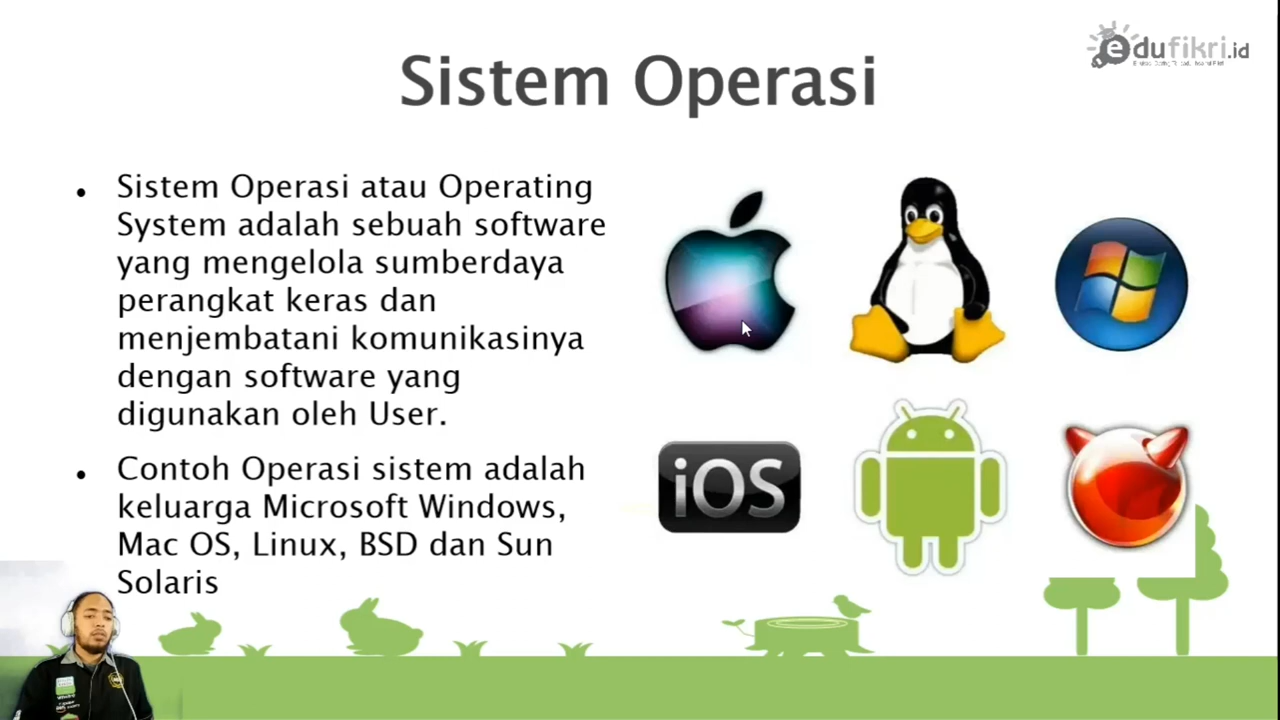 edufikri.id
Sistem Operasi
Sistem Operasi atau Operating
System adalah sebuah software
yang mengelola sumberdaya
perangkat keras dan
menjembatani komunikasinya
dengan software yang
digunakan oleh User.
Contoh Operasi sistem adalah
keluarga Microsoft Windows,
Mac OS, Linux, BSD dan Sun
Solaris
iOS